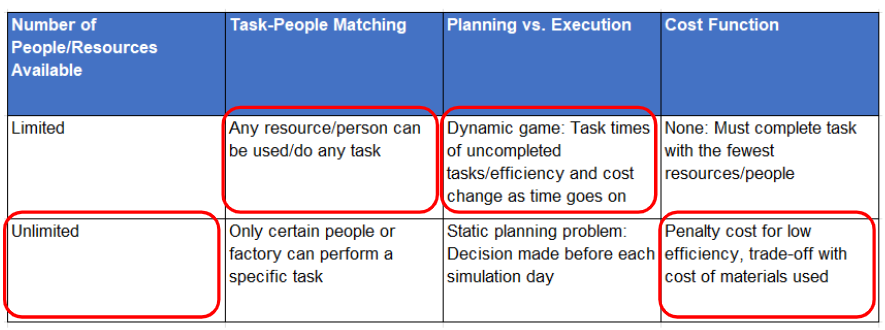 Number of
People/Resources
Available
Task-People Matching
Planning vs. Execution
Cost Function
Limited
Any resource/person can
be used/do any task
Dynamic game: Task times
of uncompleted
tasks/efficiency and cost
change as time goes on
None: Must complete task
with the fewest
resources/people
Unlimited
Only certain people or
factory can perform a
specific task
Static planning problem:
Decision made before each
simulation day
Penalty cost for low
efficiency, trade-off with
cost of materials used